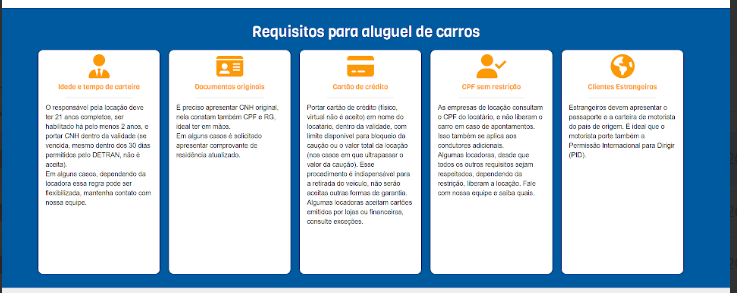 Requisitos para aluguel de carros
Idade e tempo de carteira
O responsável pela locação deve
ter 21 anos completos, ser
habilitado há pelo menos 2 anos, e
portar CNH dentro da validade (se
vencida, mesmo dentro dos 30 dias
permitidos pelo DETRAN, não é
aceita).
Em alguns casos, dependendo da
locadora essa regra pode ser
flexibilizada, mantenha contato com
nossa equipe.
Documentos originais
É preciso apresentar CNH original,
nela constam também CPF e RG,
ideal ter em mãos.
Em alguns casos é solicitado
apresentar comprovante de
residência atualizado.
Cartão de crédito
Portar cartão de crédito (físico,
virtual não é aceito) em nome do
locatário, dentro da validade, com
limite disponível para bloqueio da
caução ou o valor total da locação
(nos casos em que ultrapassar o
valor da caução). Esse
procedimento é indispensável para
a retirada do veículo, não serão
aceitas outras formas de garantia.
Algumas locadoras aceitam cartões
emitidos por lojas ou financeiras,
consulte exceções.
CPF sem restrição
As empresas de locação consultam
o CPF do locatário, e não liberam o
carro em caso de apontamentos.
Isso também se aplica aos
condutores adicionais.
Algumas locadoras, desde que
todos os outros requisitos sejam
respeitados, dependendo da
restrição, liberam a locação. Fale
com nossa equipe e saiba quais.
Clientes Estrangeiros
Estrangeiros devem apresentar o
passaporte e a carteira de motorista
do país de origem. É ideal que o
motorista porte também a
Permissão Internacional para Dirigir
(PID).